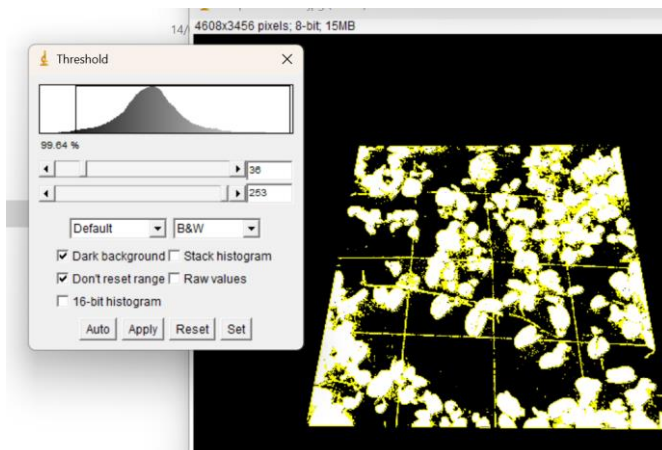 14/
4608x3456 pixels; 8-bit; 15MB
Threshold
99.64 %
36
253
Default B&W
Dark background Stack histogram
Don't reset range Raw values
16-bit histogram
Auto Apply Reset Set